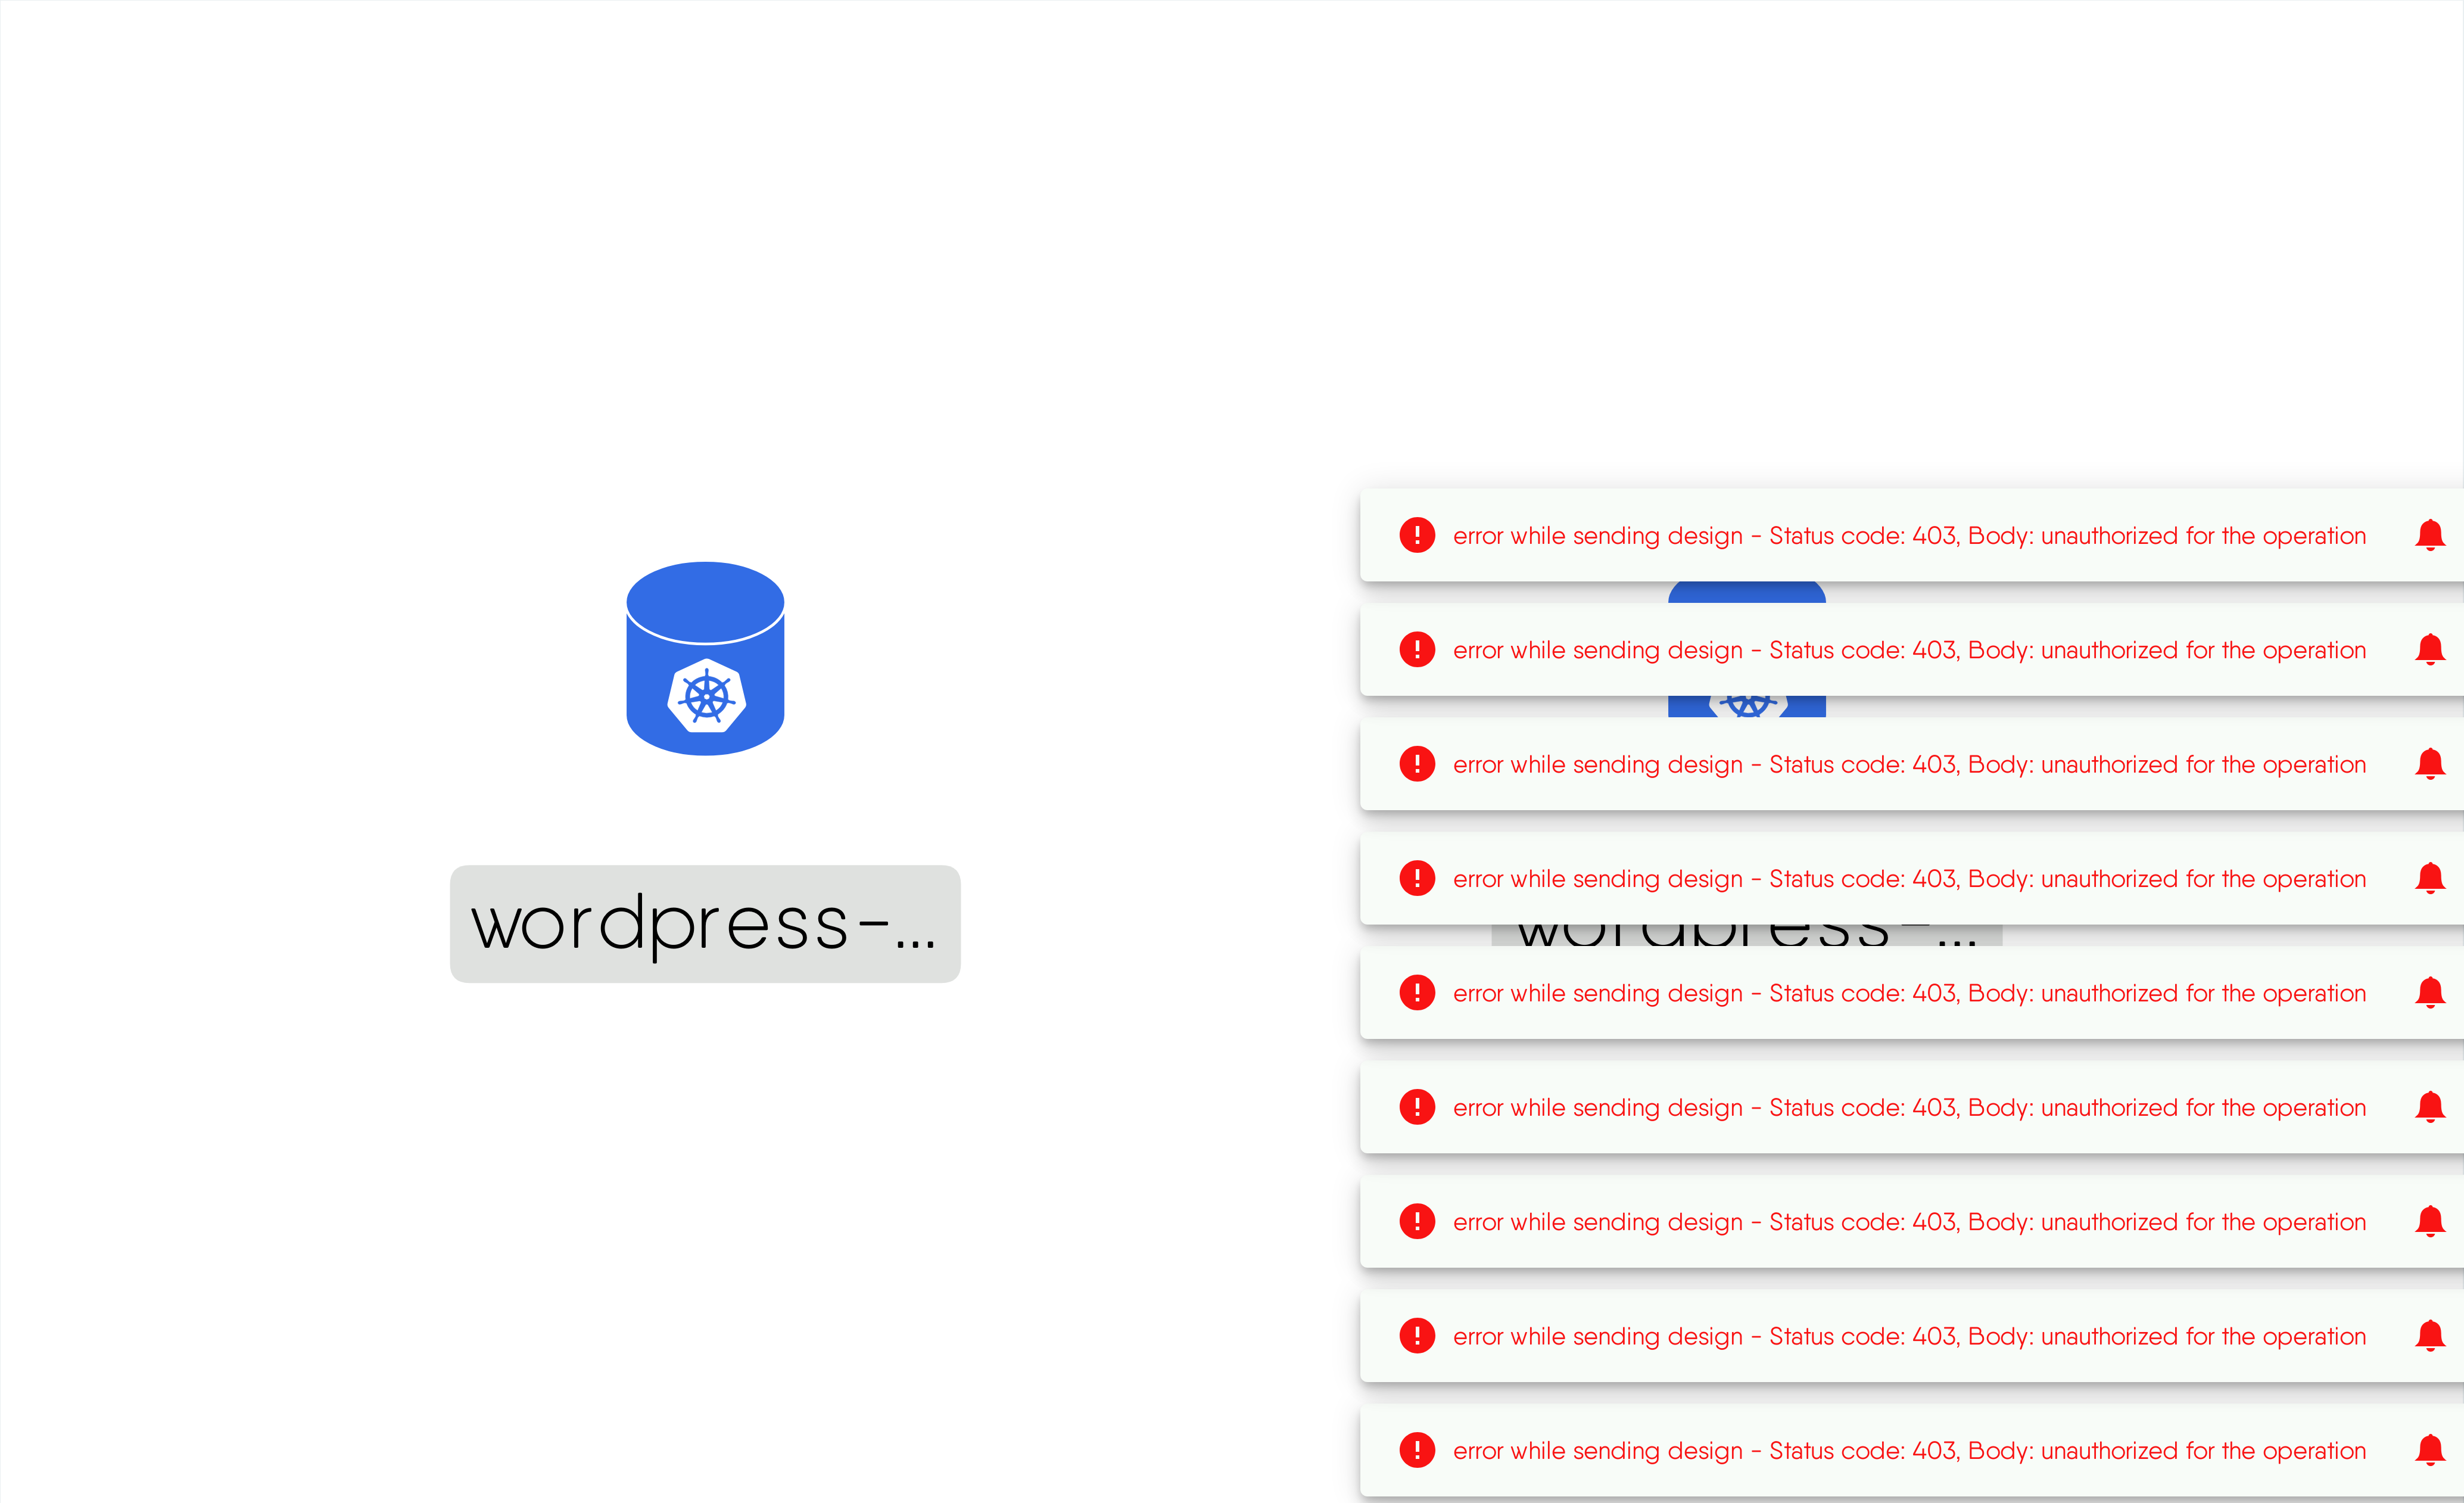 error while sending design - Status code: 403, Body: unauthorized for the operation
error while sending design - Status code: 403, Body: unauthorized for the operation
error while sending design - Status code: 403, Body: unauthorized for the operation
error while sending design - Status code: 403, Body: unauthorized for the operation
wordpress-...
wordpress-...
error while sending design - Status code: 403, Body: unauthorized for the operation
error while sending design - Status code: 403, Body: unauthorized for the operation
error while sending design - Status code: 403, Body: unauthorized for the operation
error while sending design - Status code: 403, Body: unauthorized for the operation
error while sending design - Status code: 403, Body: unauthorized for the operation